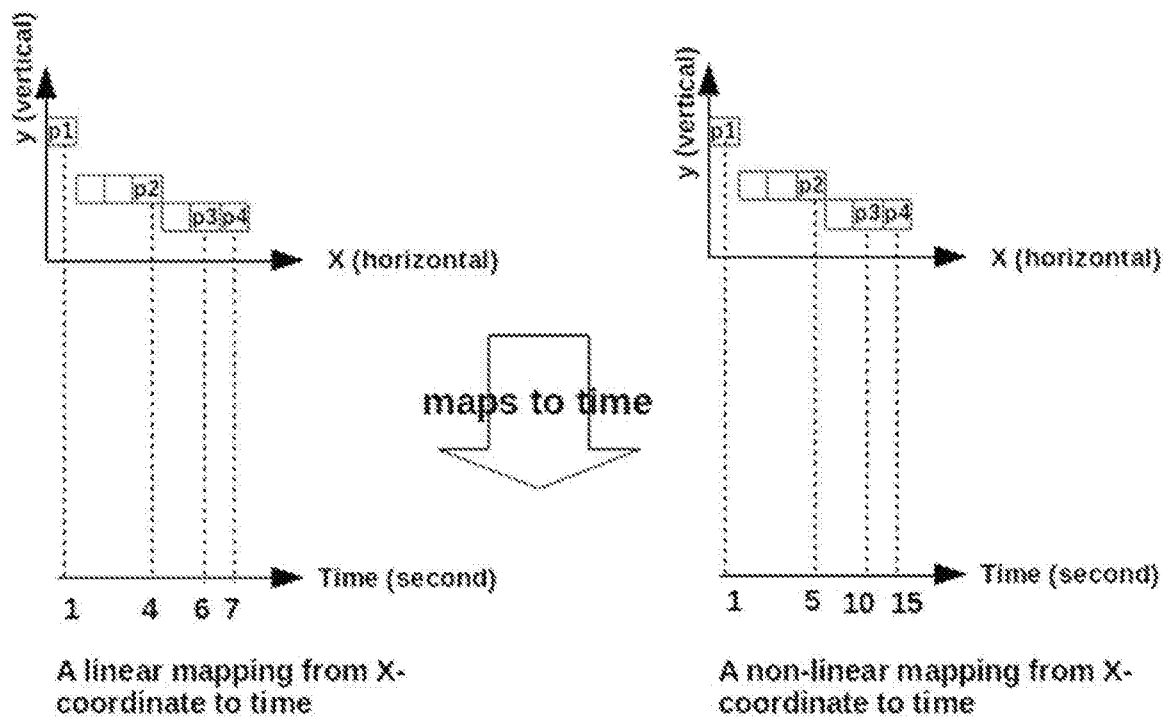 y (vertical)
p1
p2
p3 p4
X (horizontal)
Time (second)
1 4 6 7
A linear mapping from X-
coordinate to time
maps to time
y (vertical)
p1
p2
p3 p4
X (horizontal)
Time (second)
1 5 10 15
A non-linear mapping from X-
coordinate to time